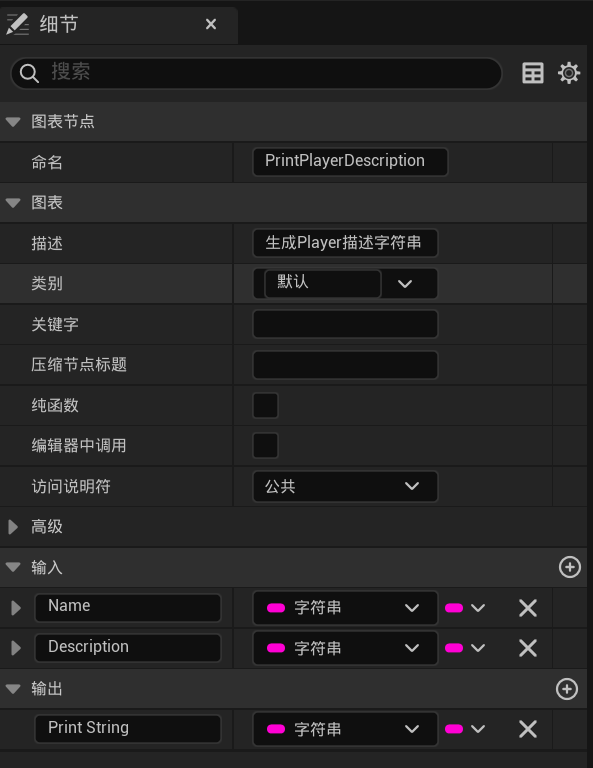 细节
搜索
图表节点
命名 PrintPlayerDescription
图表
描述 生成Player描述字符串
类别 默认
关键字
压缩节点标题
纯函数
编辑器中调用
访问说明符 公共
高级
输入
Name 字符串
Description 字符串
输出
Print String 字符串